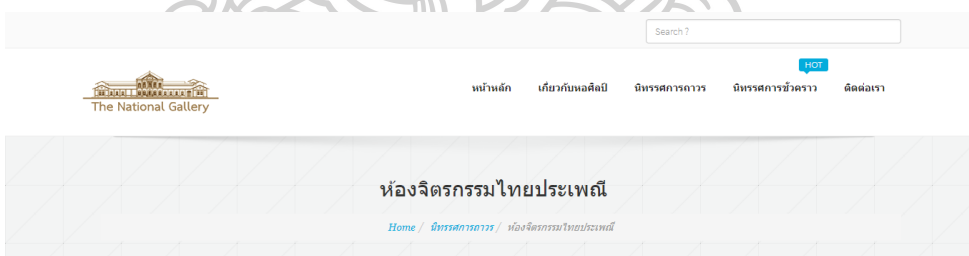 Search ?
HOT
The National Gallery
หน้าหลัก เกี่ยวกับหอศิลป์ นิทรรศการถาวร นิทรรศการชั่วคราว ติดต่อเรา
ห้องจิตรกรรมไทยประเพณี
Home / นิทรรศการถาวร / ห้องจิตรกรรมไทยประเพณี